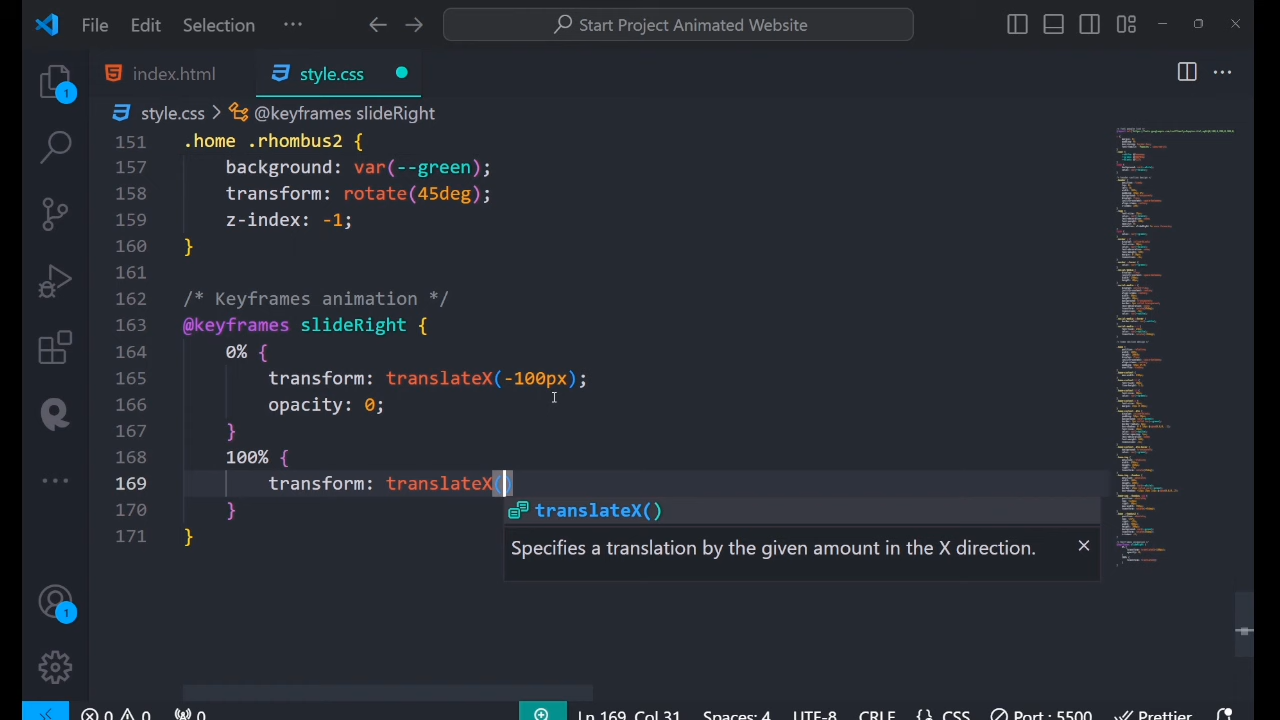 File Edit Selection ··· Start Project Animated Website
index.html style.css
style.css > @keyframes slideRight
151 .home .rhombus2 {
157 background: var(--green);
158 transform: rotate(45deg);
159 z-index: -1;
160 }
161
162 /* Keyframes animation */
163 @keyframes slideRight {
164 0% {
165 transform: translateX(-100px);
166 opacity: 0;
167 }
168 100% {
169 transform: translateX()
170 }
171 }
translateX()
Specifies a translation by the given amount in the X direction.
1
1
0 0 0 Ln 169, Col 31 Spaces: 4 UTF-8 CRLF {} CSS Port : 5500 Prettier